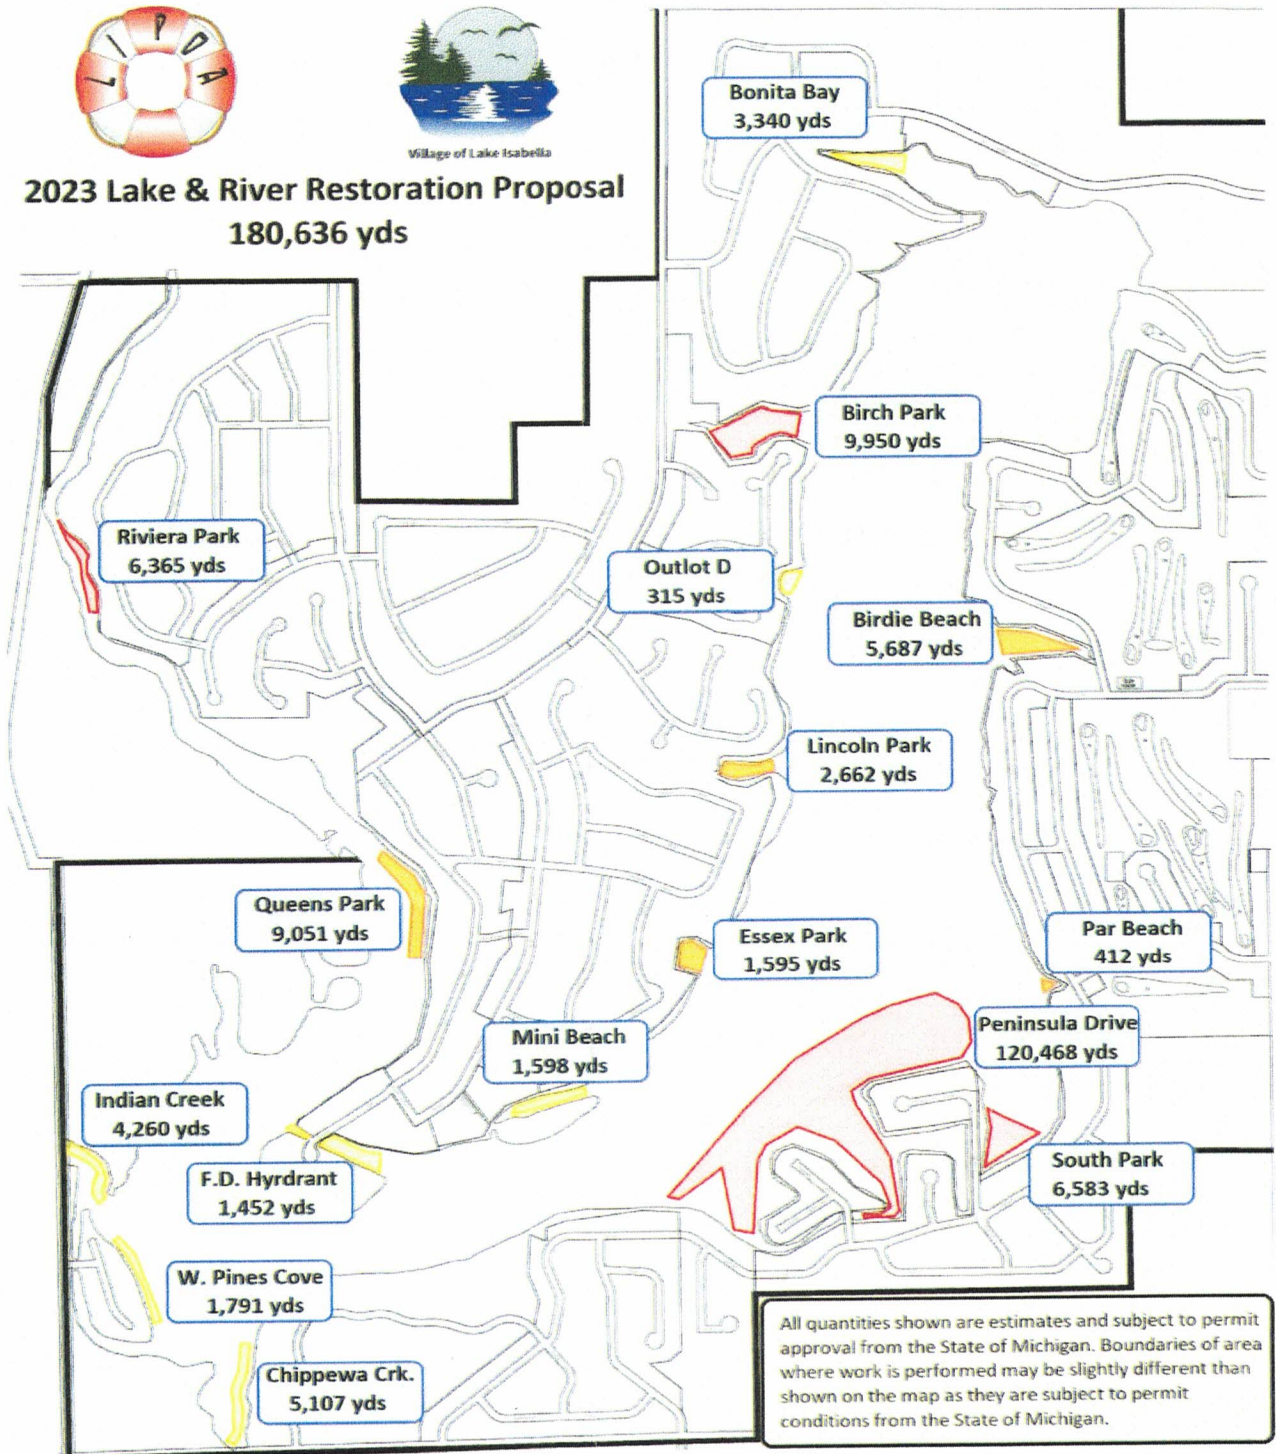 LIPOA
Village of Lake Isabella
2023 Lake & River Restoration Proposal
180,636 yds
Bonita Bay
3,340 yds
Birch Park
9,950 yds
Riviera Park
6,365 yds
Outlot D
315 yds
Birdie Beach
5,687 yds
Lincoln Park
2,662 yds
Queens Park
9,051 yds
Essex Park
1,595 yds
Par Beach
412 yds
Peninsula Drive
120,468 yds
Mini Beach
1,598 yds
Indian Creek
4,260 yds
F.D. Hyrdrant
1,452 yds
South Park
6,583 yds
W. Pines Cove
1,791 yds
Chippewa Crk.
5,107 yds
All quantities shown are estimates and subject to permit
approval from the State of Michigan. Boundaries of area
where work is performed may be slightly different than
shown on the map as they are subject to permit
conditions from the State of Michigan.